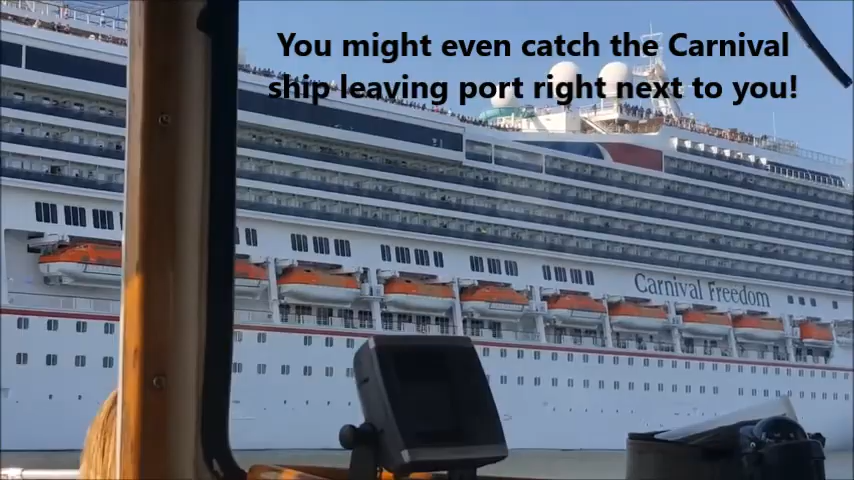 You might even catch the Carnival
ship leaving port right next to you!
Carnival Freedom